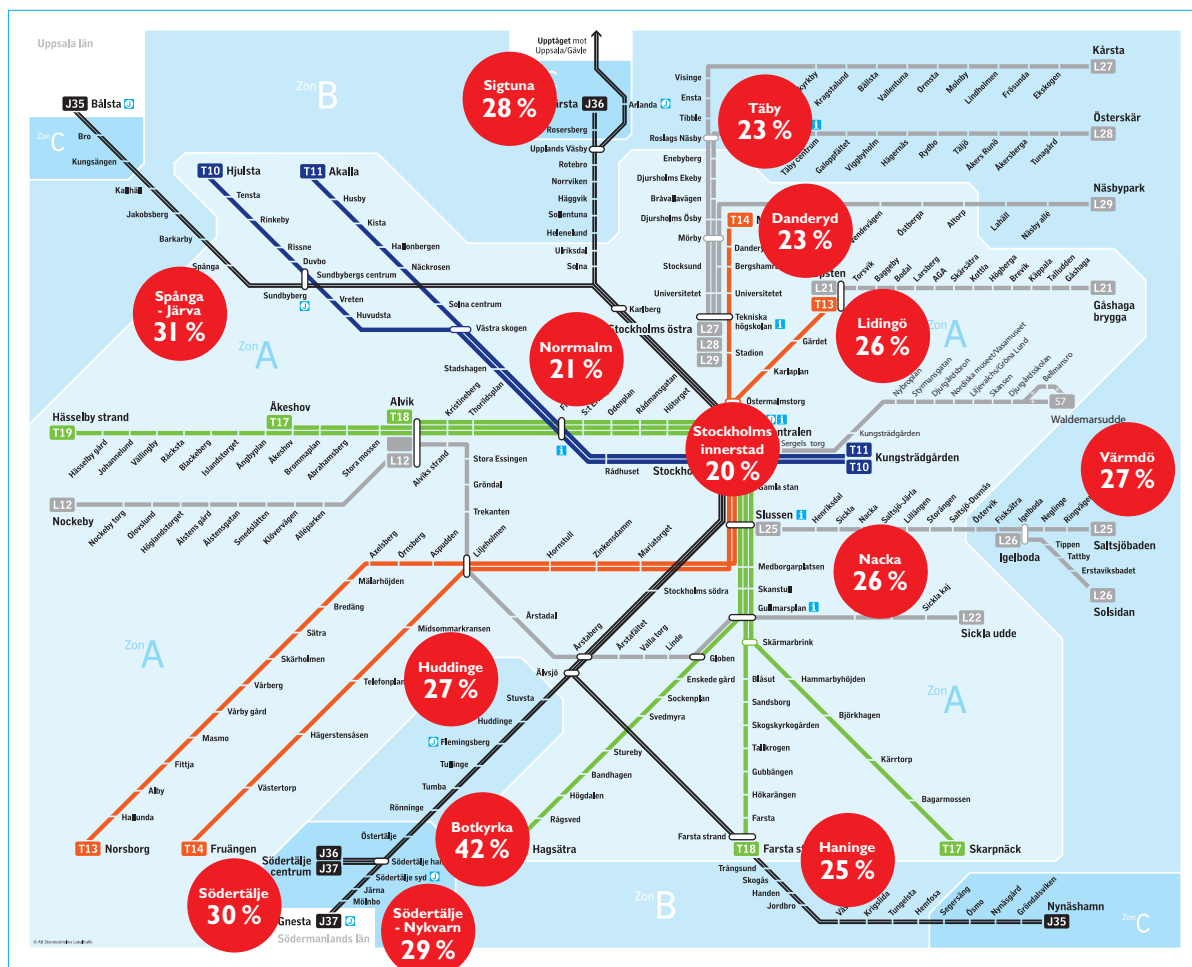 Uppsala län
Upptåget mot
Uppsala/Gävle
Zon B
Zon C
J35 Bålsta
Bro
Kungsängen
Kallhäll
Jakobsberg
Barkarby
Spånga
Sundbyberg
Sigtuna
28 %
J36
Arlanda
Rosersberg
Upplands Väsby
Rotebro
Norrviken
Häggvik
Sollentuna
Helenelund
Ulriksdal
Solna
Karlberg
T10 Hjulsta
Tensta
Rinkeby
Rissne
Duvbo
Sundbybergs centrum
Vreten
Huvudsta
T11 Akalla
Husby
Kista
Hallonbergen
Näckrosen
Solna centrum
Västra skogen
Stadshagen
Täby
23 %
Kårsta
L27
Visinge
Ensta
Tibble
Roslags Näsby
Kragstalund
Bällsta
Vallentuna
Ormsta
Molnby
Lindholmen
Frösunda
Ekskogen
Österskär
L28
Täby centrum
Galoppfältet
Viggbyholm
Hägernäs
Rydbo
Täljö
Åkers Runö
Åkersberga
Tunagård
Enebyberg
Djursholms Ekeby
Bråvallavägen
Djursholms Ösby
Mörby
Stocksund
Universitetet
Näsbypark
L29
Danderyd
23 %
Östberga
Altorp
Lahäll
Näsby allé
T14
Universitetet
Tekniska
högskolan
Stockholms östra
L27
L28
L29
Stadion
Östermalmstorg
L21
T13
Gärdet
Karlaplan
Torsvik
Baggeby
Bodal
Larsberg
AGA
Skärsätra
Kottla
Högberga
Brevik
Käppala
Talludden
Gåshaga
L21
Gåshaga
brygga
Lidingö
26 %
Zon A
Spånga
- Järva
31 %
Zon A
Norrmalm
21 %
Hässelby strand
T19
Hässelby gård
Johannelund
Vällingby
Råcksta
Blackeberg
Islandstorget
Ängbyplan
Åkeshov
T17
Åkeshov
Brommaplan
Abrahamsberg
Stora mossen
Alvik
T18
L12
Kristineberg
Thorildsplan
Odenplan
Rådmansgatan
Hötorget
Stockholms
innerstad
20 %
Rådhuset
Sergels torg
Kungsträdgården
T11
T10
Kungsträdgården
Nybroplan
Styrmansgatan
Djurgårdsbron
Nordiska museet/Vasamuseet
Liljevalchs/Gröna Lund
Skansen
Djurgårdsskolan
Bellmansro
S7
Waldemarsudde
Värmdö
27 %
L12
Nockeby
Nockeby torg
Olovslund
Höglandstorget
Ålstens gård
Ålstensgatan
Smedslätten
Klövervägen
Alléparken
Alviks strand
Stora Essingen
Gröndal
Trekanten
Liljeholmen
Gamla stan
Slussen
L25
Henriksdal
Sickla
Nacka
Saltsjö-Järla
Lillängen
Storängen
Saltsjö-Duvnäs
Östervik
Fisksätra
Igelboda
Neglinge
Ringvägen
L25
Saltsjöbaden
L26
Igelboda
Tippen
Tattby
Erstaviksbadet
L26
Solsidan
Axelsberg
Örnsberg
Aspudden
Mälarhöjden
Bredäng
Sätra
Skärholmen
Vårberg
Vårby gård
Masmo
Fittja
Alby
Hallunda
T13 Norsborg
Hornstull
Zinkensdamm
Mariatorget
Medborgarplatsen
Skanstull
Stockholms södra
Gullmarsplan
Nacka
26 %
Sickla kaj
L22
Sickla udde
Årstadal
Årstaberg
Årstafältet
Valla torg
Linde
Globen
Skärmarbrink
Zon A
Midsommarkransen
Telefonplan
Hägerstensåsen
Västertorp
T14 Fruängen
Huddinge
27 %
Älvsjö
Stuvsta
Huddinge
Flemingsberg
Tullinge
Tumba
Rönninge
Östertälje
Enskede gård
Sockenplan
Svedmyra
Stureby
Bandhagen
Högdalen
Rågsved
Hagsätra
Blåsut
Sandsborg
Skogskyrkogården
Tallkrogen
Gubbängen
Hökarängen
Farsta
Farsta strand
T18
Hammarbyhöjden
Björkhagen
Kärrtorp
Bagarmossen
T17 Skarpnäck
Zon A
Botkyrka
42 %
J36
J37
Södertälje
centrum
Södertälje syd
Järna
Mölnbo
Gnesta J37
Södermanlands län
Södertälje
30 %
Södertälje
- Nykvarn
29 %
Haninge
25 %
Trångsund
Skogås
Handen
Jordbro
Krigslida
Tungelsta
Hemfosa
Segersäng
Ösmo
Nynäsgård
Gröndalsviken
Nynäshamn
J35
Zon B
Zon C
© AB Storstockholms Lokaltrafik